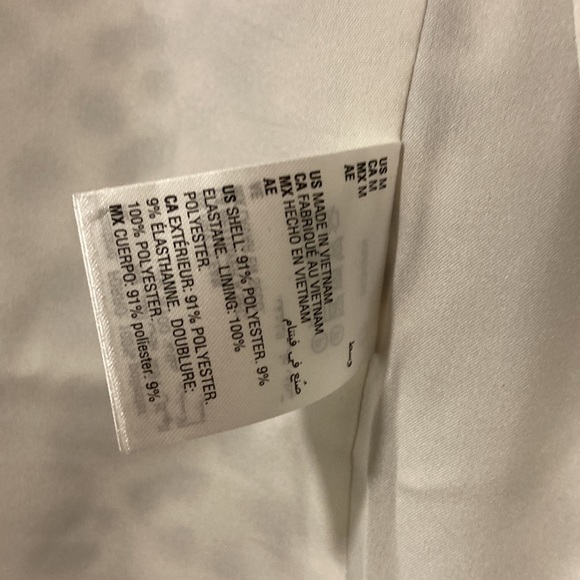 US M
CA M
MX M
AE وسط
US MADE IN VIETNAM
CA FABRIQUÉ AU VIETNAM
MX HECHO EN VIETNAM
AE صنع في فيتنام
US SHELL: 91% POLYESTER. 9%
ELASTANE. LINING: 100%
POLYESTER.
CA EXTÉRIEUR: 91% POLYESTER.
9% ÉLASTHANNE. DOUBLURE:
100% POLYESTER.
MX CUERPO: 91% poliester. 9%